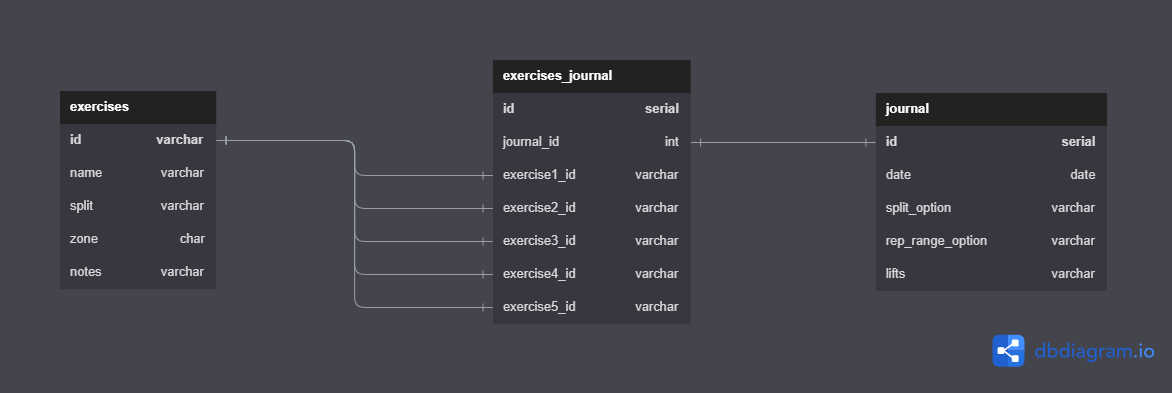 exercises
id varchar
name varchar
split varchar
zone char
notes varchar
exercises_journal
id serial
journal_id int
exercise1_id varchar
exercise2_id varchar
exercise3_id varchar
exercise4_id varchar
exercise5_id varchar
journal
id serial
date date
split_option varchar
rep_range_option varchar
lifts varchar
dbdiagram.io